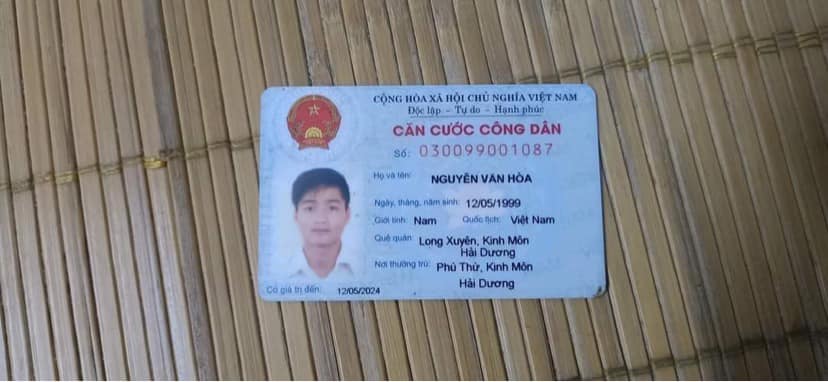 CỘNG HÒA XÃ HỘI CHỦ NGHĨA VIỆT NAM
Độc lập - Tự do - Hạnh phúc
CĂN CƯỚC CÔNG DÂN
Số: 030099001087
Họ và tên: NGUYỄN VĂN HÒA
Ngày, tháng, năm sinh: 12/05/1999
Giới tính: Nam Quốc tịch: Việt Nam
Quê quán: Long Xuyên, Kinh Môn
Hải Dương
Nơi thường trú: Phú Thứ, Kinh Môn
Hải Dương
Có giá trị đến: 12/05/2024